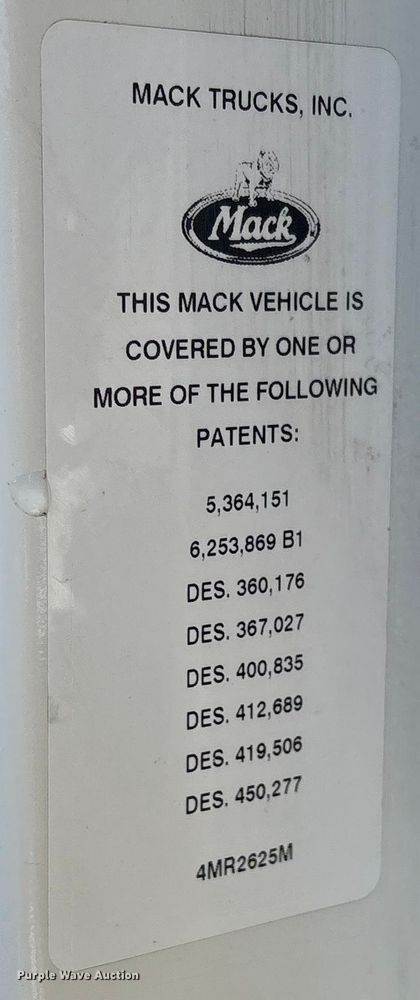 MACK TRUCKS, INC.
Mack
THIS MACK VEHICLE IS
COVERED BY ONE OR
MORE OF THE FOLLOWING
PATENTS:
5,364,151
6,253,869 B1
DES. 360,176
DES. 367,027
DES. 400,835
DES. 412,689
DES. 419,506
DES. 450,277
4MR2625M
Purple Wave Auction